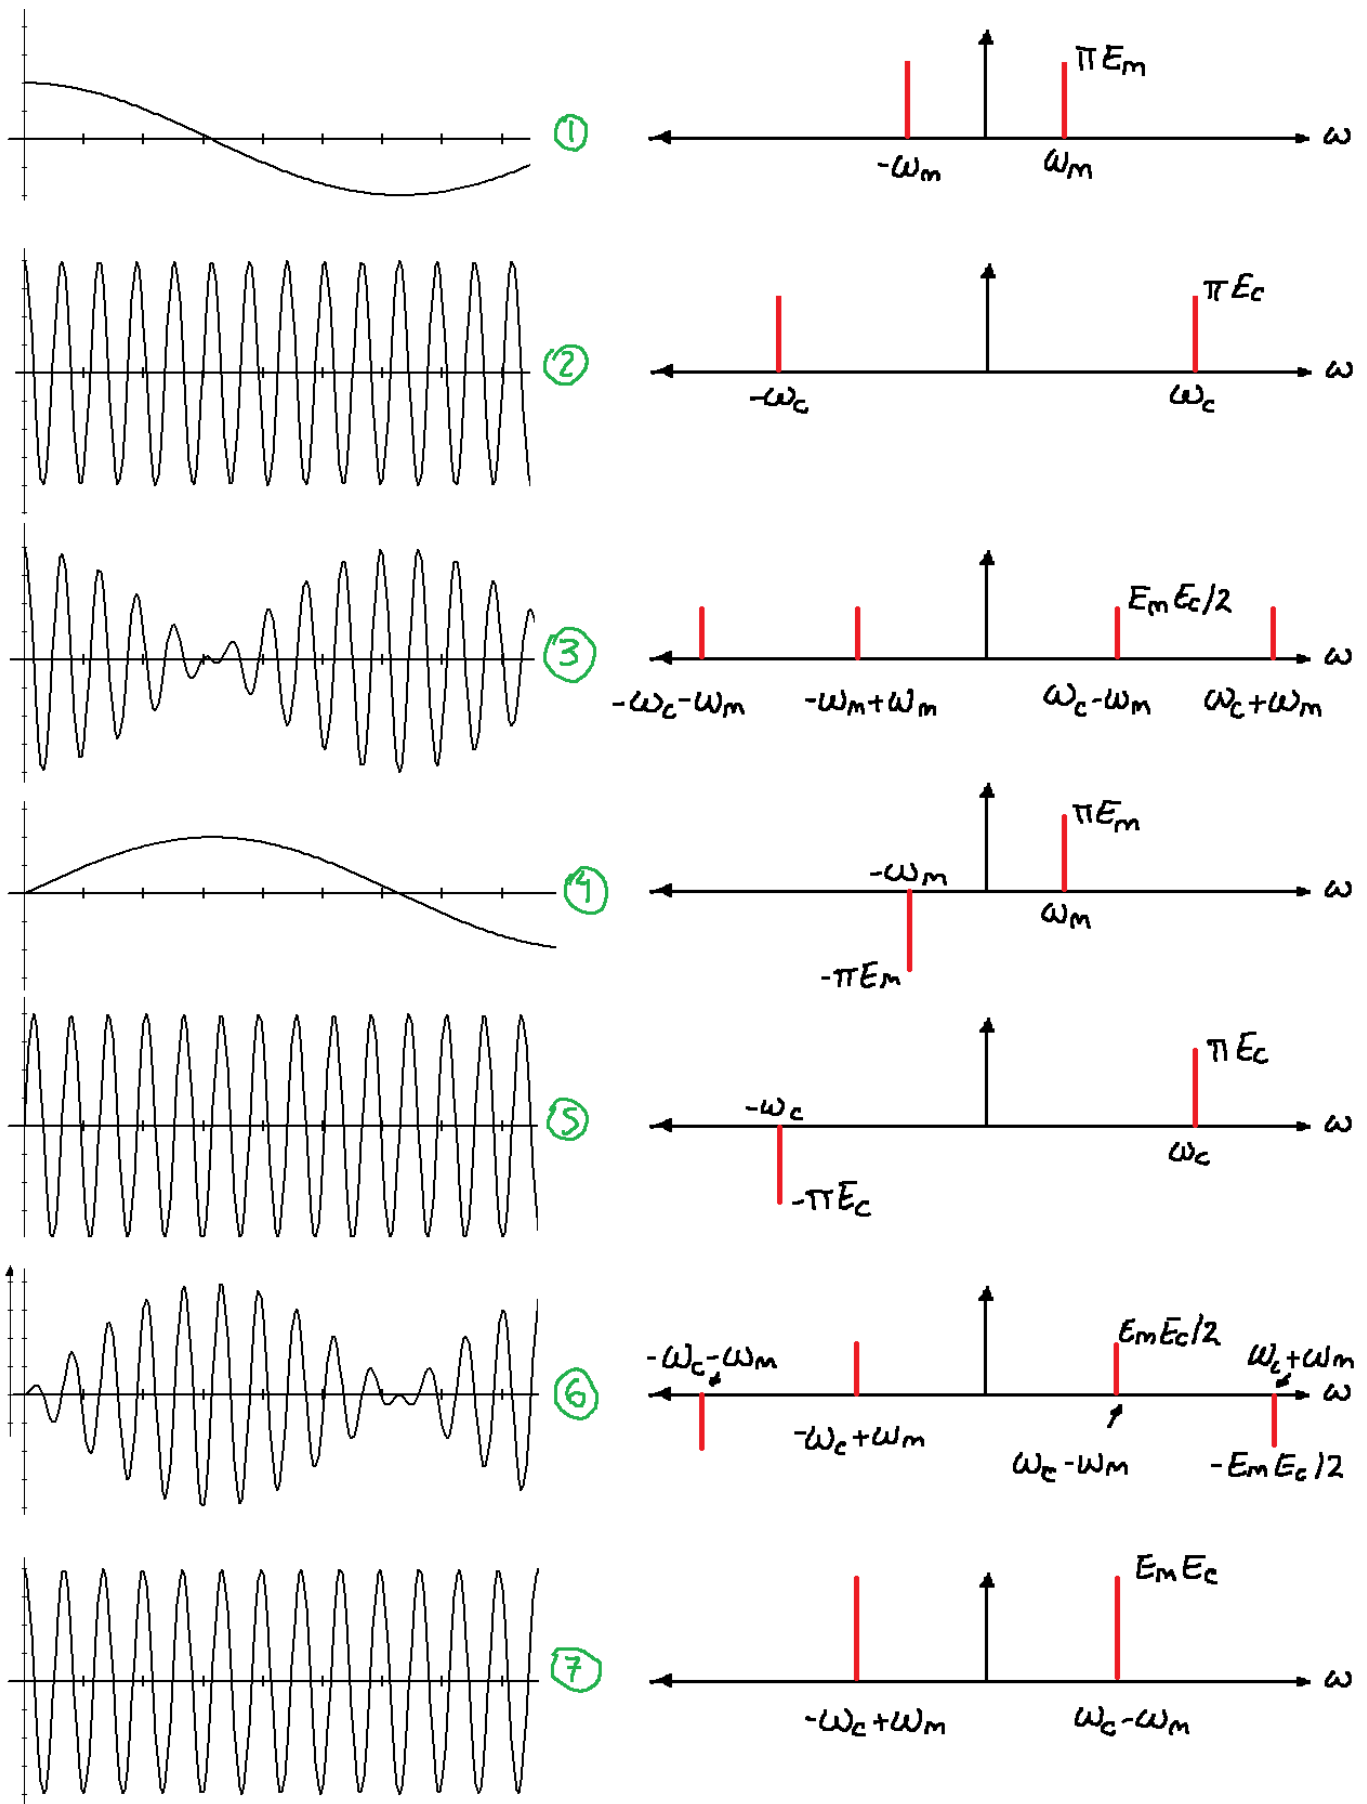 πEm
①
ω
-ωm
ωm
πEc
②
ω
-ωc
ωc
EmEc/2
③
ω
-ωc-ωm
-ωm+ωm
ωc-ωm
ωc+ωm
πEm
-ωm
④
ω
ωm
-πEm
πEc
-ωc
⑤
ω
ωc
-πEc
EmEc/2
-ωc-ωm
ωc+ωm
⑥
ω
-ωc+ωm
ωc-ωm
-EmEc/2
EmEc
⑦
ω
-ωc+ωm
ωc-ωm